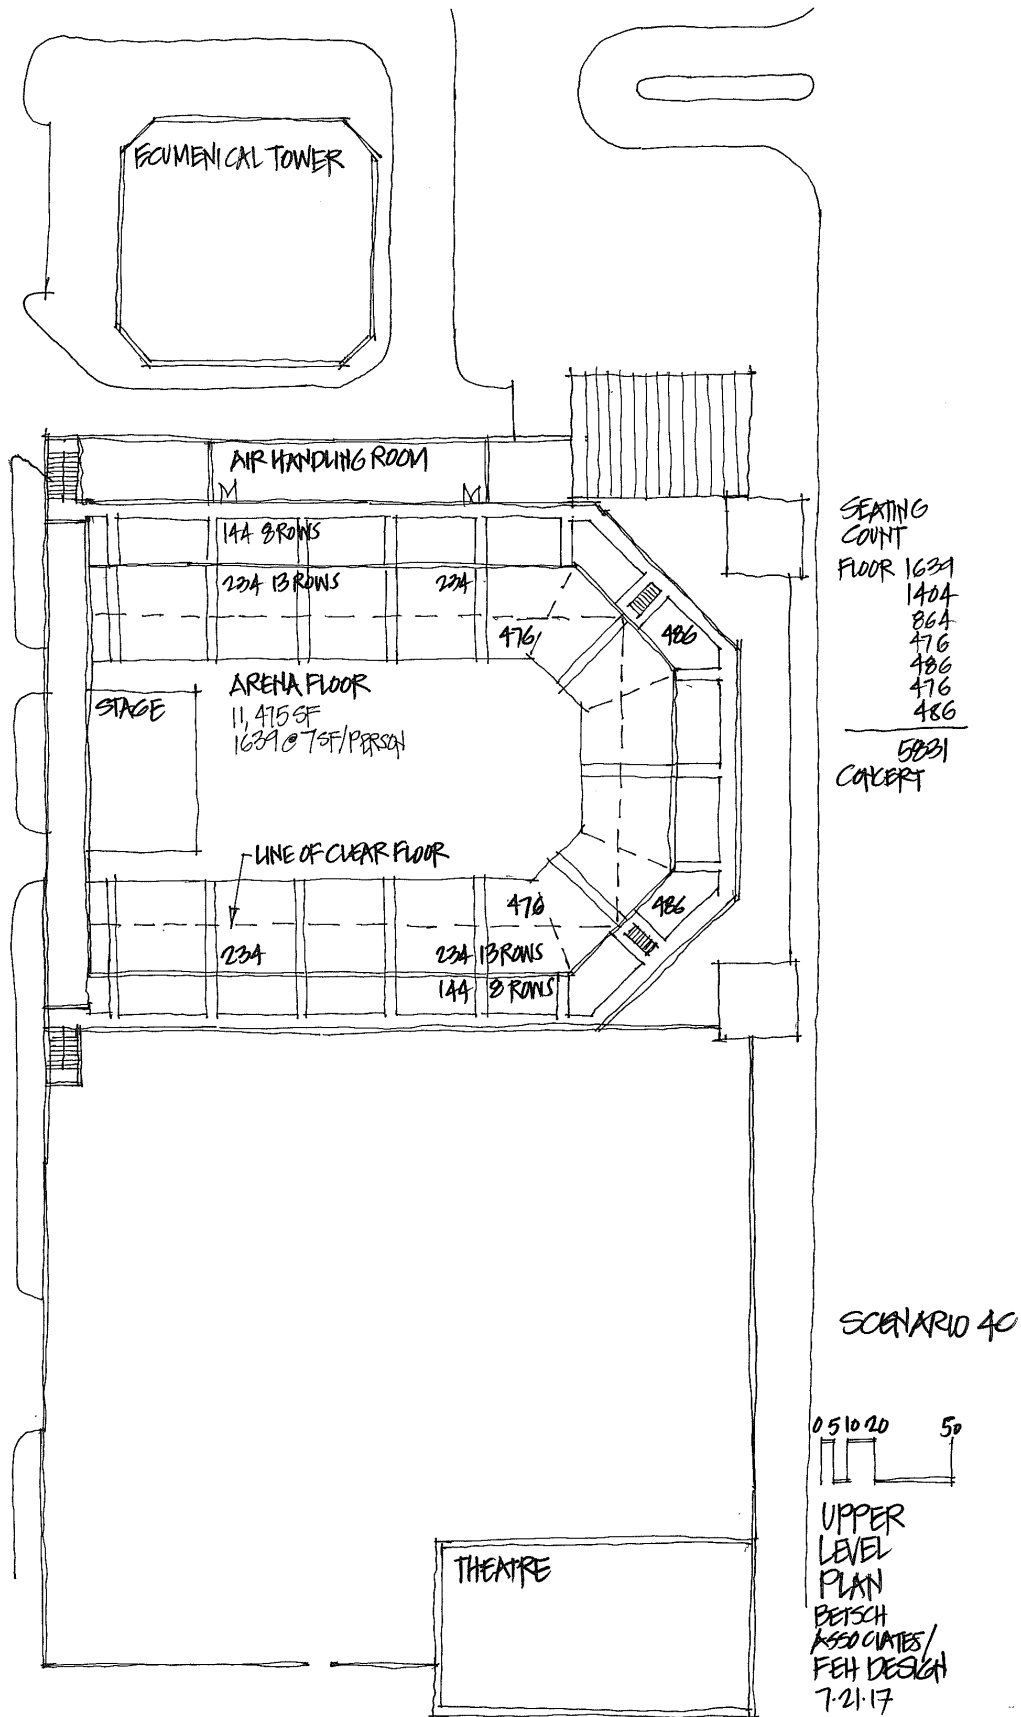 ECUMENICAL TOWER
AIR HANDLING ROOM
144 8 ROWS
234 13 ROWS
234
476
486
ARENA FLOOR
11,475 SF
1639 @ 7 SF/PERSON
STAGE
LINE OF CLEAR FLOOR
476
486
234
234 13 ROWS
144 8 ROWS
SEATING
COUNT
FLOOR 1639
1404
864
476
486
476
486
5831
CONCERT
SCENARIO 4C
0 5 10 20 50
UPPER
LEVEL
PLAN
BETSCH
ASSOCIATES/
FEH DESIGN
7.21.17
THEATRE